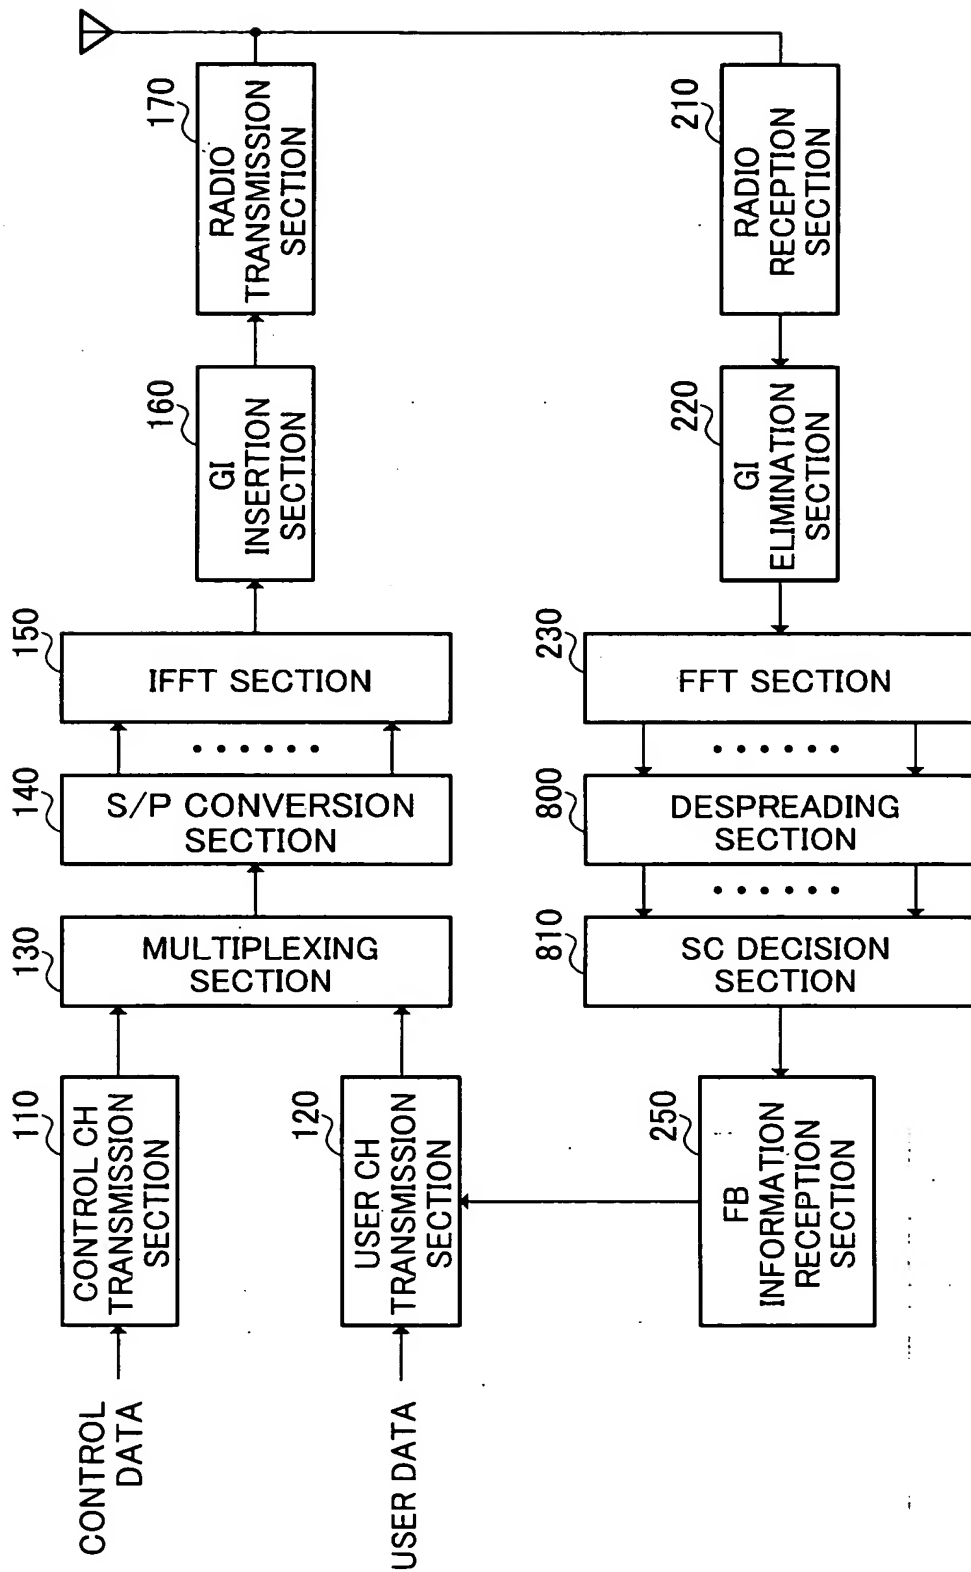 CONTROL
DATA
110
CONTROL CH
TRANSMISSION
SECTION
130
MULTIPLEXING
SECTION
140
S/P CONVERSION
SECTION
150
IFFT SECTION
160
GI
INSERTION
SECTION
170
RADIO
TRANSMISSION
SECTION
USER DATA
120
USER CH
TRANSMISSION
SECTION
250
FB
INFORMATION
RECEPTION
SECTION
810
SC DECISION
SECTION
800
DESPREADING
SECTION
230
FFT SECTION
220
GI
ELIMINATION
SECTION
210
RADIO
RECEPTION
SECTION